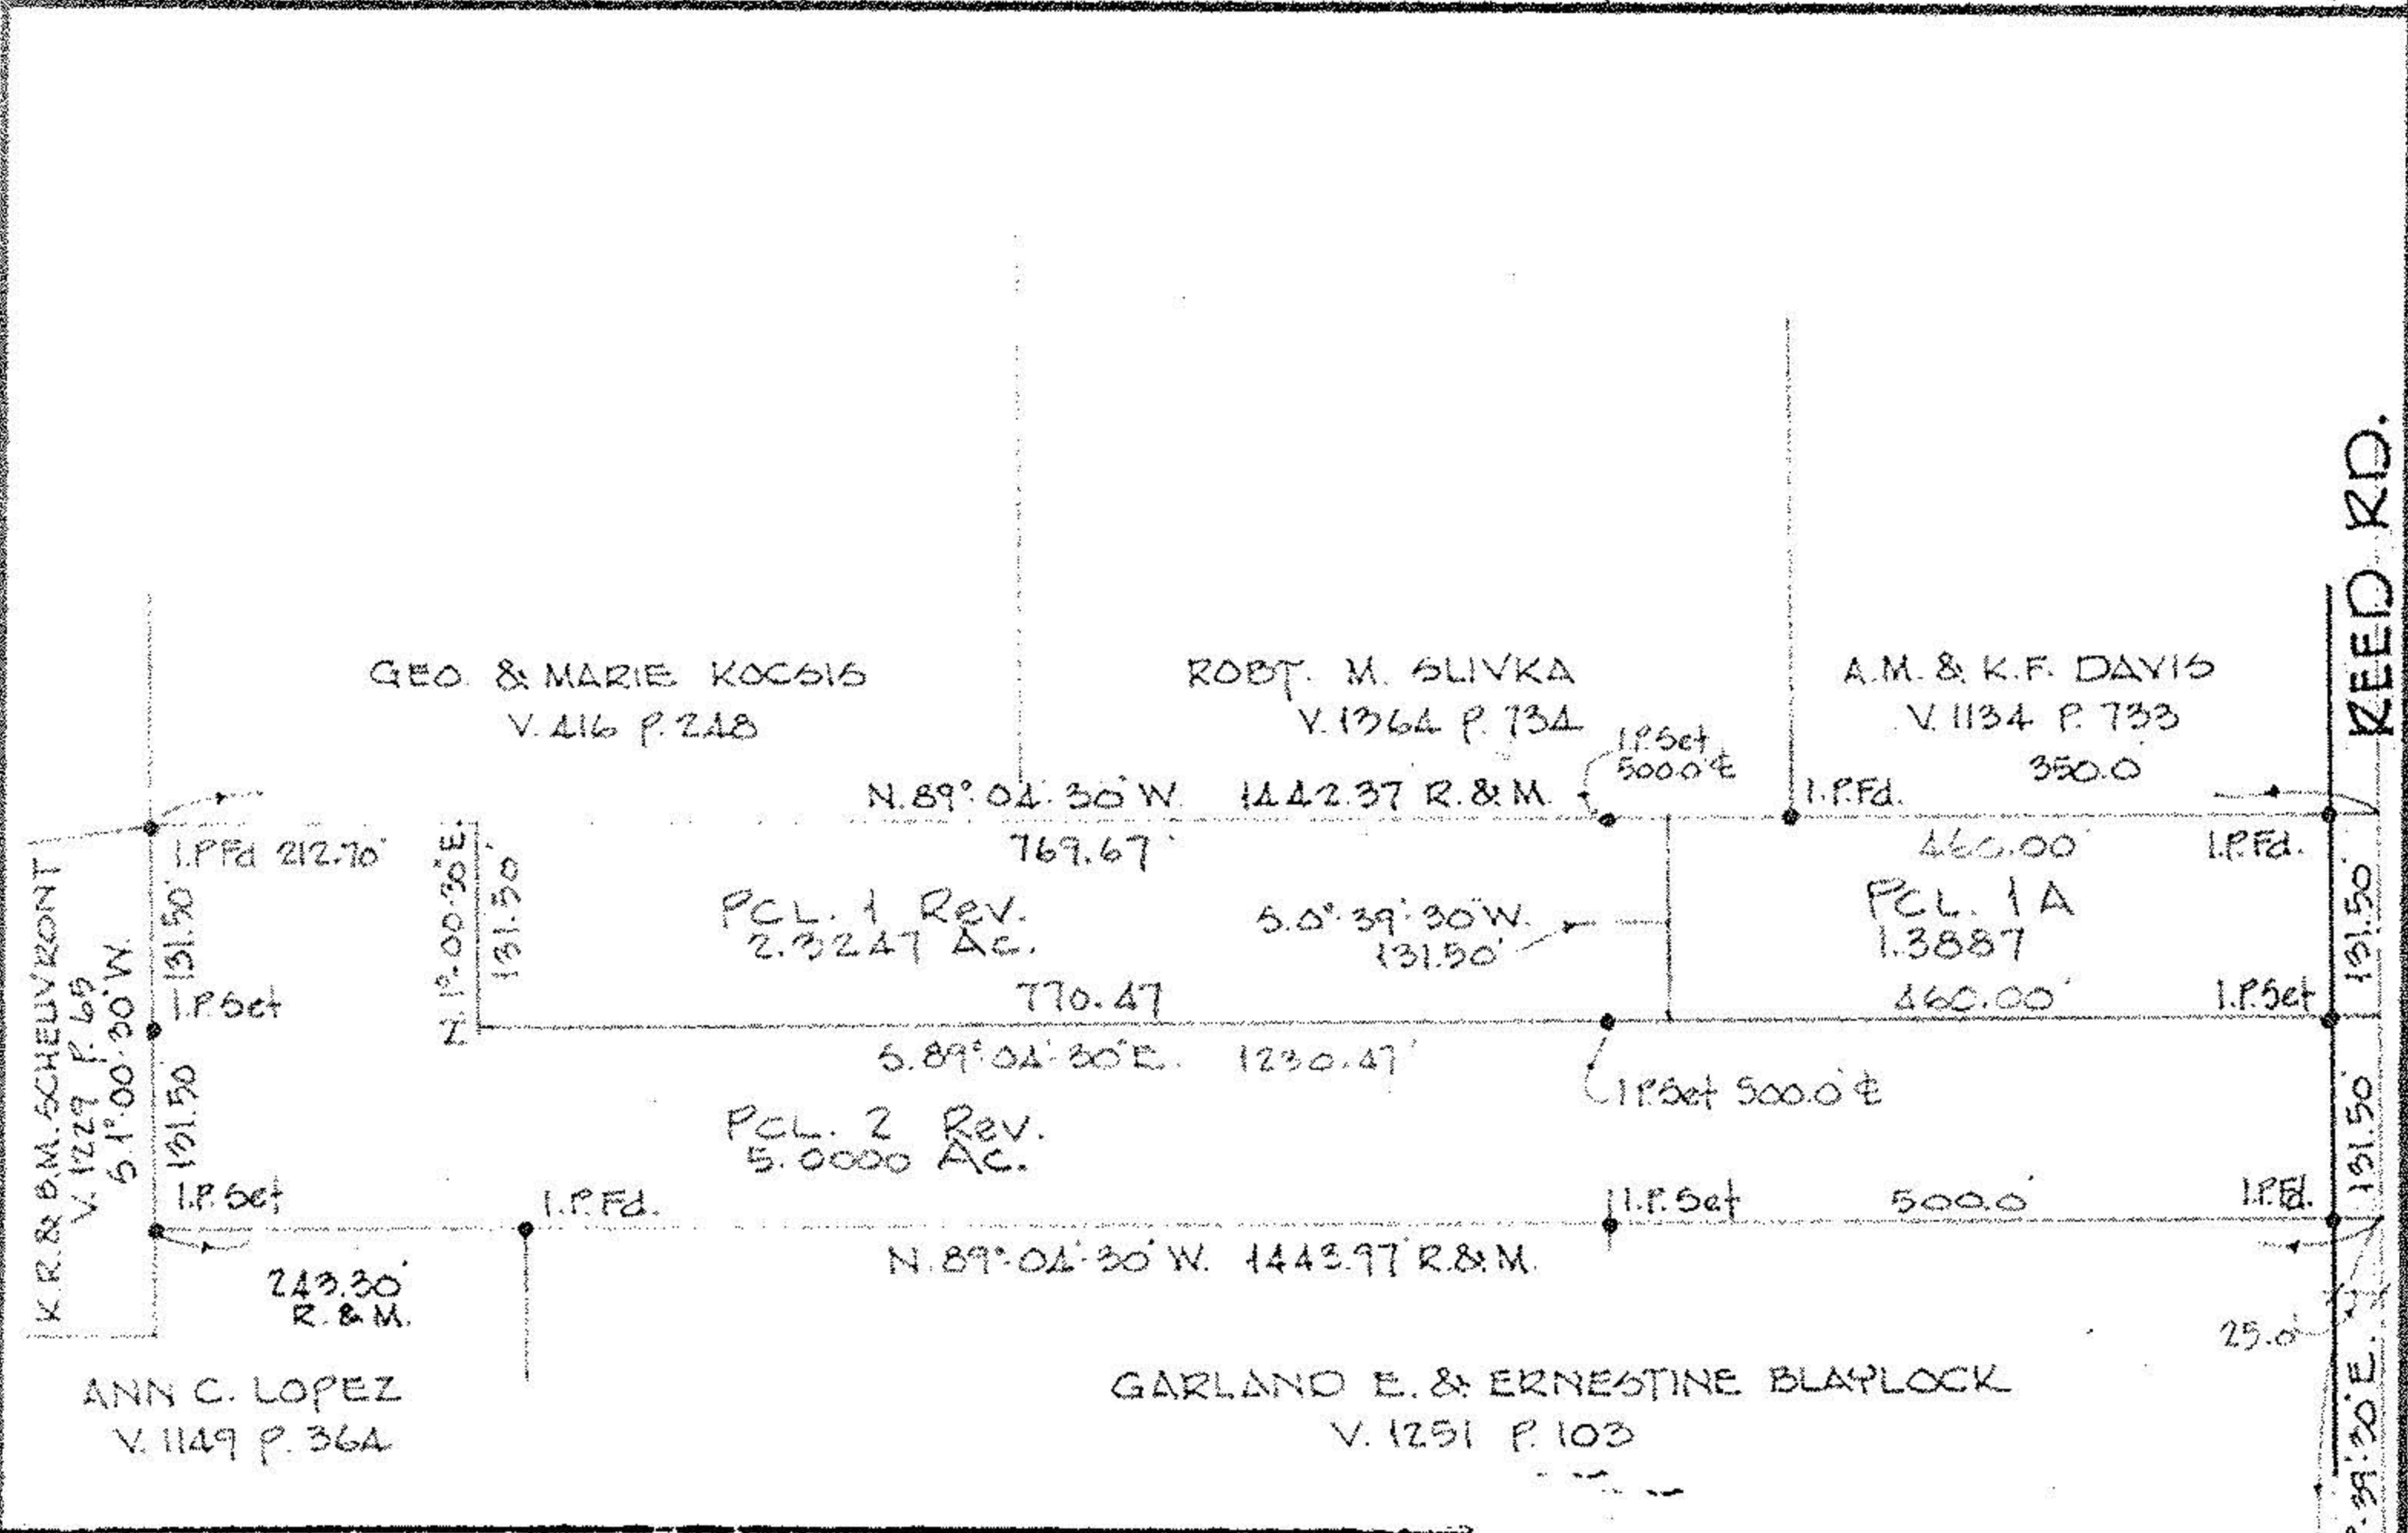 REED RD.
GEO. & MARIE KOCSIS
V. 416 P. 248
ROBT. M. SLIVKA
V. 1364 P. 734
A.M. & K.F. DAVIS
V. 1134 P. 733
350.0'
I.P. Set
500.0' ℄
N. 89°- 04'- 30" W. 1442.37 R. & M.
I.P. Fd.
I.P. Fd 212.70'
769.67'
460.00'
I.P. Fd.
K.R. & B.M. SCHEUVRONT
V. 1229 P. 65
S. 1°- 00'- 30" W.
131.50'
N. 1°- 00'- 30" E.
131.50'
PCL. 1 Rev.
2.3247 Ac.
S. 0°- 39'- 30" W.
131.50'
PCL. 1A
1.3887
131.50'
I.P. Set
770.47
460.00'
I.P. Set
S. 89°- 04'- 30" E. 1230.47'
I.P. Set 500.0' ℄
131.50
PCL. 2 Rev.
5.0000 Ac.
131.50'
I.P. Set
I.P. Fd.
I.P. Set
500.0'
I.P. Fd.
N. 89°- 04'- 30" W. 1443.97' R. & M.
243.30'
R. & M.
25.0'
39'- 30" E.
ANN C. LOPEZ
V. 1149 P. 364
GARLAND E. & ERNESTINE BLAYLOCK
V. 1251 P. 103